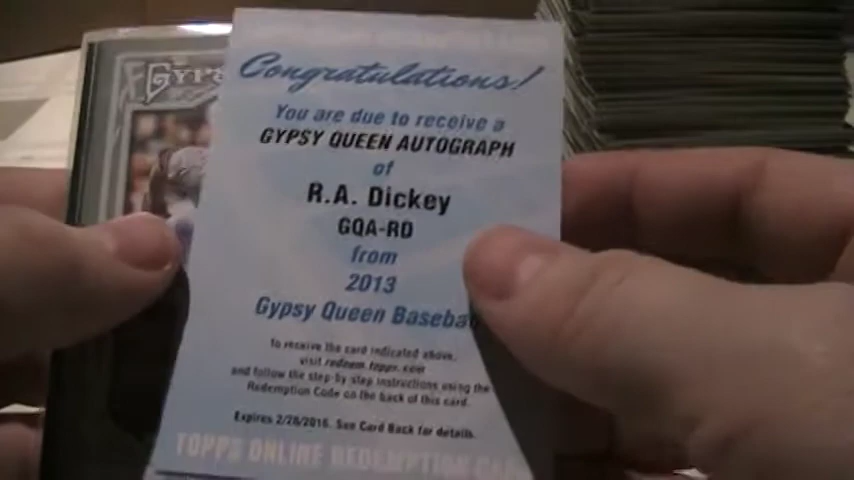 GYPS
Congratulations!
You are due to receive a
GYPSY QUEEN AUTOGRAPH
of
R.A. Dickey
GQA-RD
from
2013
Gypsy Queen Baseba
To receive the card indicated above,
visit redeem.topps.com
and follow the step-by-step instructions using the
Redemption Code on the back of this card.
Expires 2/28/2016. See Card Back for details.
TOPPS ONLINE REDEMPTION CARD